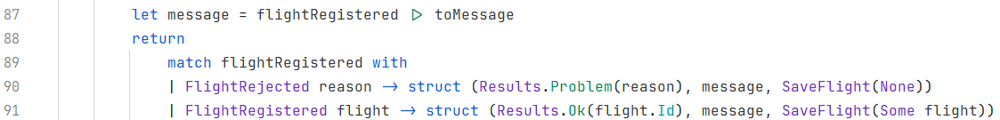 87 let message = flightRegistered |> toMessage
88 return
89 match flightRegistered with
90 | FlightRejected reason -> struct (Results.Problem(reason), message, SaveFlight(None))
91 | FlightRegistered flight -> struct (Results.Ok(flight.Id), message, SaveFlight(Some flight))